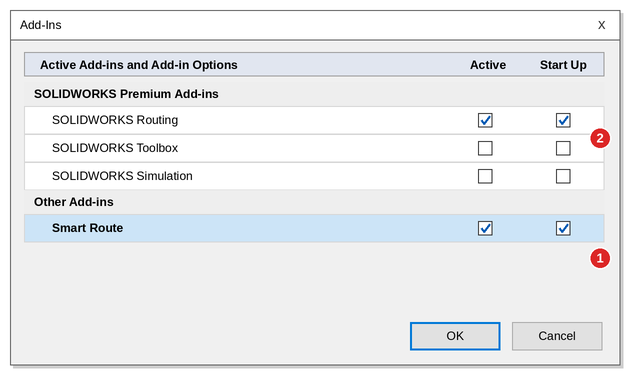 Add-Ins X
Active Add-ins and Add-in Options Active Start Up
SOLIDWORKS Premium Add-ins
SOLIDWORKS Routing
2
SOLIDWORKS Toolbox
SOLIDWORKS Simulation
Other Add-ins
Smart Route
1
OK Cancel